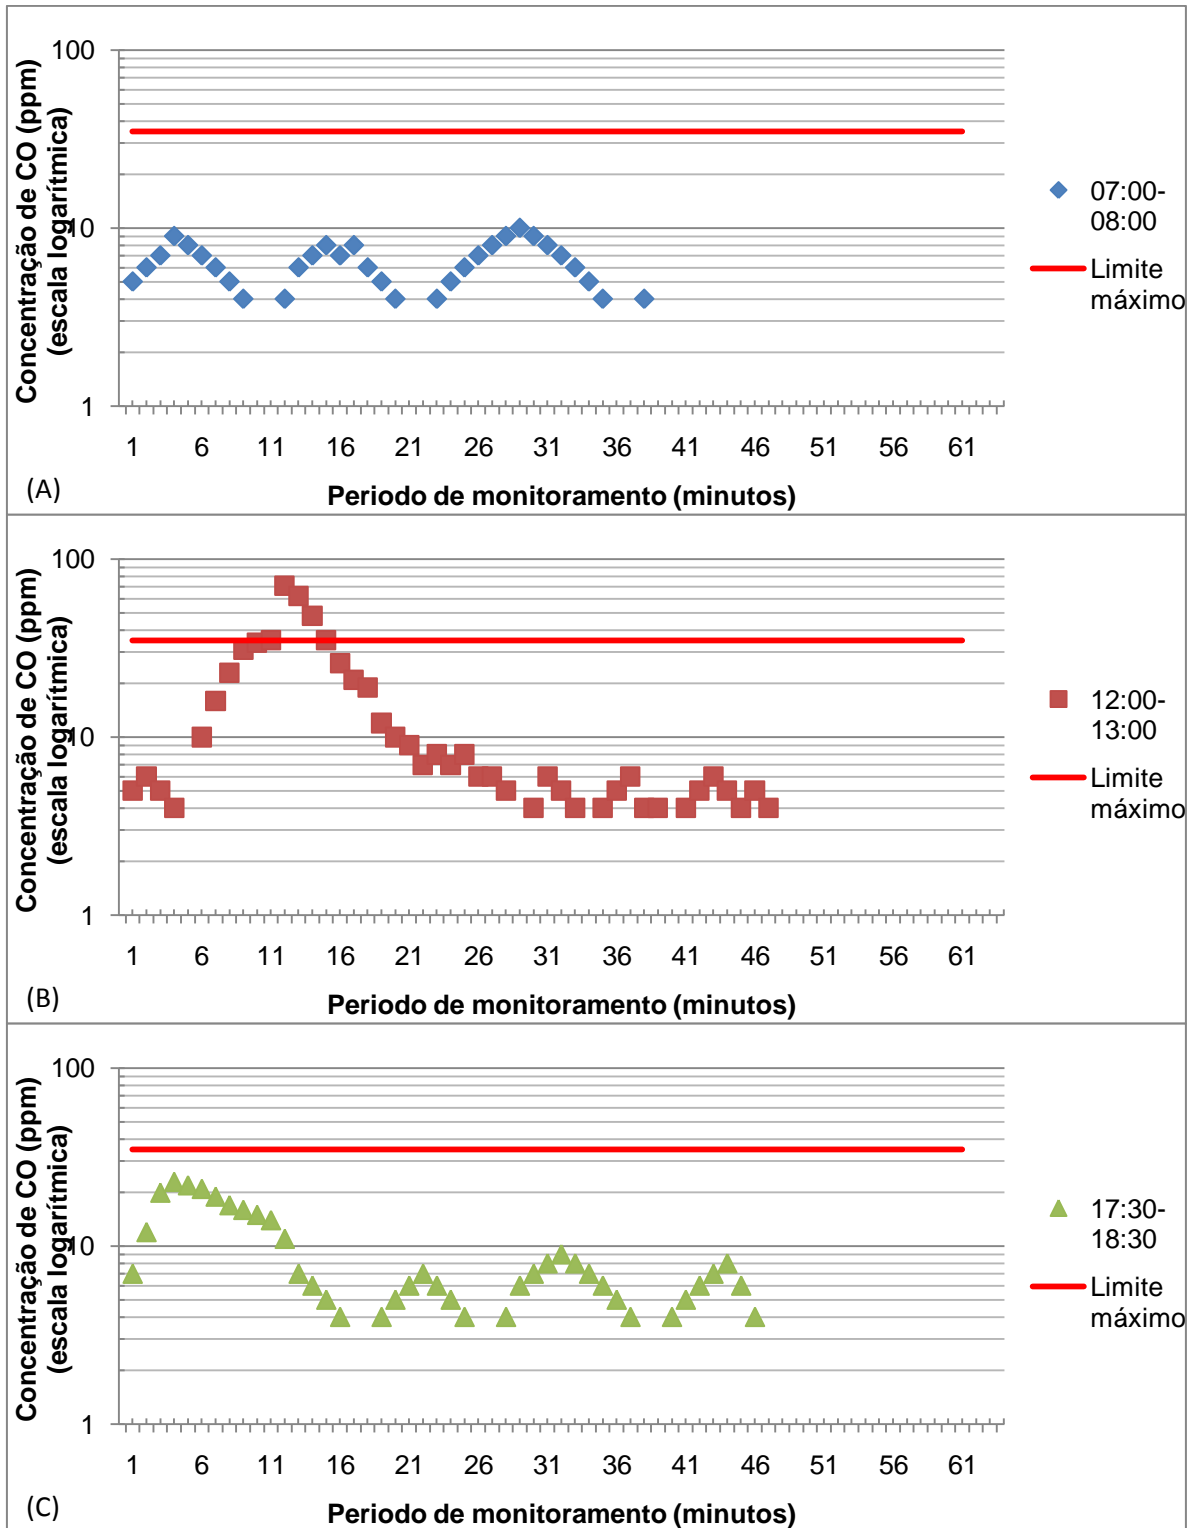 100
10
1
Concentração de CO (ppm)
(escala logarítmica)
1 6 11 16 21 26 31 36 41 46 51 56 61
Periodo de monitoramento (minutos)
(A)
07:00-
08:00
Limite
máximo
100
10
1
Concentração de CO (ppm)
(escala logarítmica)
1 6 11 16 21 26 31 36 41 46 51 56 61
Periodo de monitoramento (minutos)
(B)
12:00-
13:00
Limite
máximo
100
10
1
Concentração de CO (ppm)
(escala logarítmica)
1 6 11 16 21 26 31 36 41 46 51 56 61
Periodo de monitoramento (minutos)
(C)
17:30-
18:30
Limite
máximo